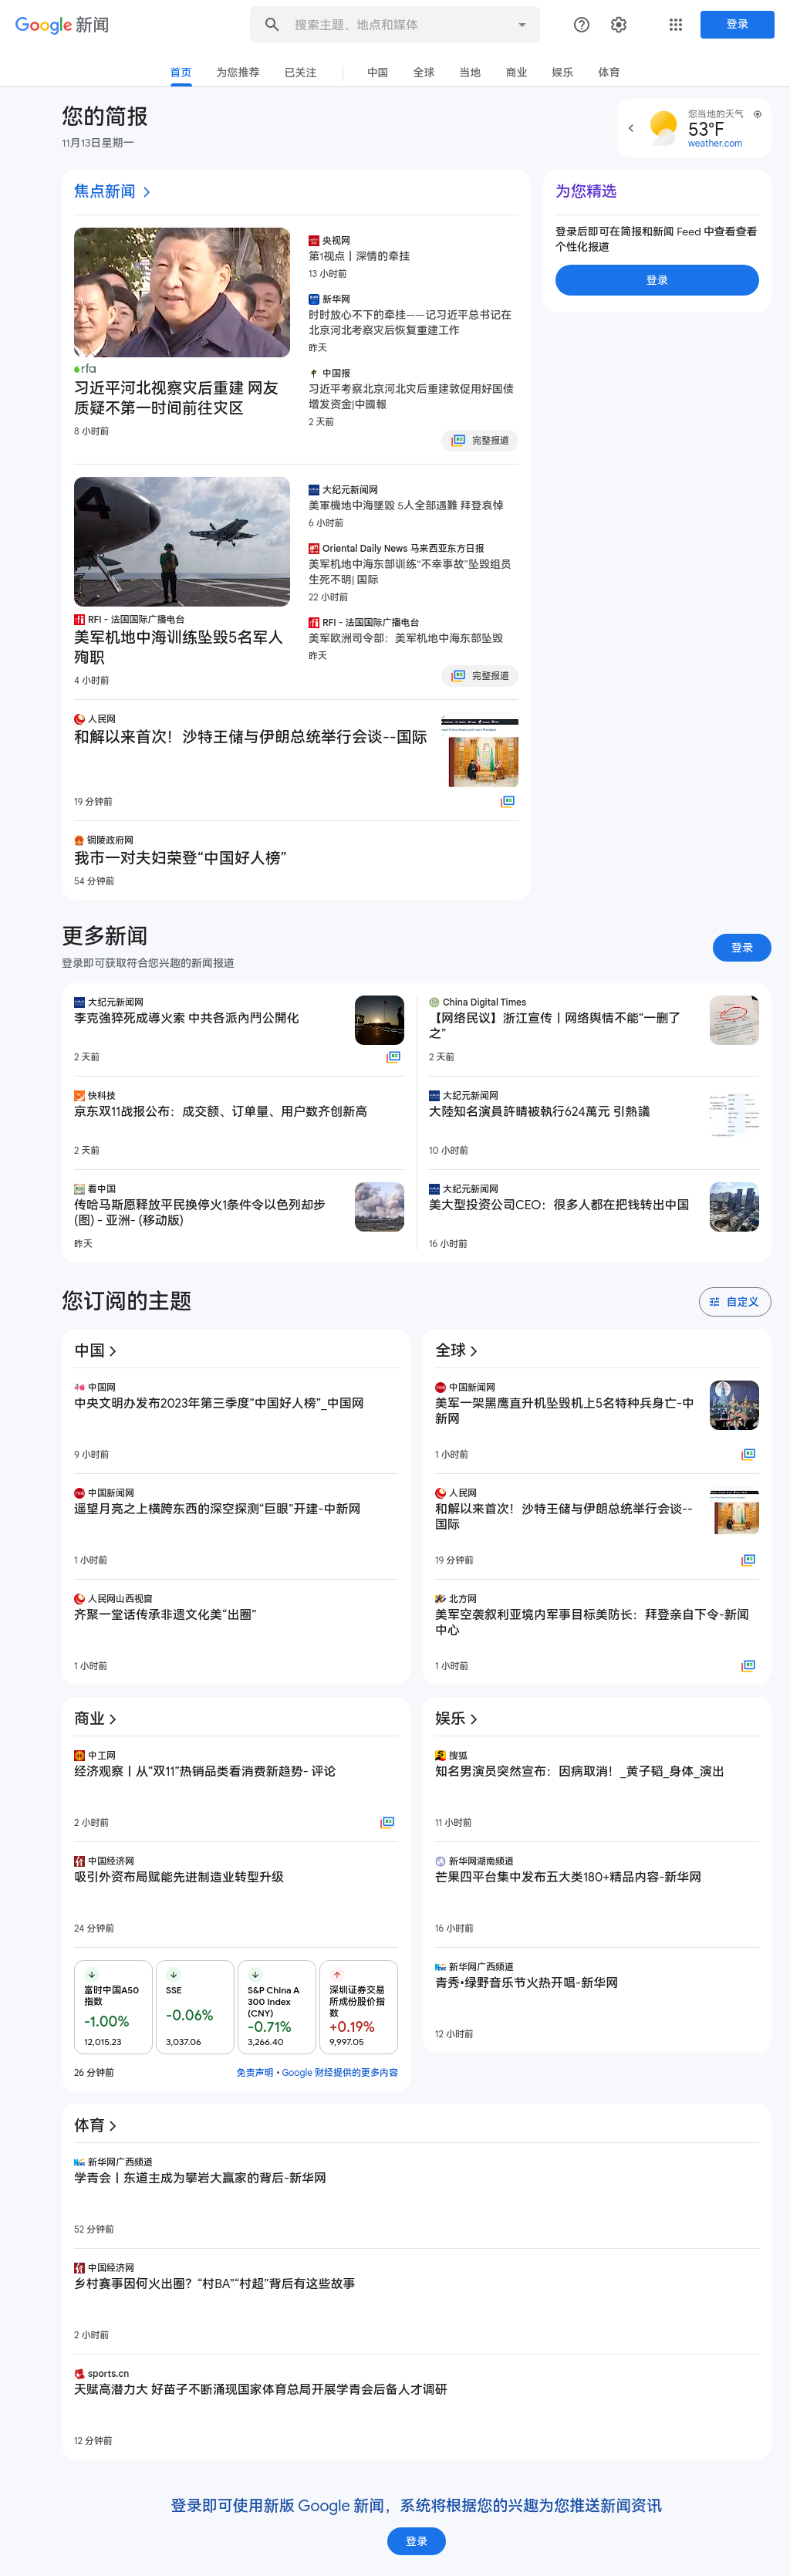 Google 新闻
搜索主题、地点和媒体
登录
首页
为您推荐
已关注
中国
全球
当地
商业
娱乐
体育
您的简报
11月13日星期一
您当地的天气
53°F
weather.com
焦点新闻
rfa
习近平河北视察灾后重建 网友
质疑不第一时间前往灾区
8 小时前
央视网
第1视点丨深情的牵挂
13 小时前
新华网
时时放心不下的牵挂——记习近平总书记在
北京河北考察灾后恢复重建工作
昨天
中国报
习近平考察北京河北灾后重建敦促用好国债
增发资金|中國報
2 天前
完整报道
RFI - 法国国际广播电台
美军机地中海训练坠毁5名军人
殉职
4 小时前
大纪元新闻网
美軍機地中海墜毀 5人全部遇難 拜登哀悼
6 小时前
Oriental Daily News 马来西亚东方日报
美军机地中海东部训练“不幸事故”坠毁组员
生死不明| 国际
22 小时前
RFI - 法国国际广播电台
美军欧洲司令部：美军机地中海东部坠毁
昨天
完整报道
人民网
和解以来首次！沙特王储与伊朗总统举行会谈--国际
19 分钟前
铜陵政府网
我市一对夫妇荣登“中国好人榜”
54 分钟前
为您精选
登录后即可在简报和新闻 Feed 中查看查看
个性化报道
登录
更多新闻
登录即可获取符合您兴趣的新闻报道
登录
大纪元新闻网
李克強猝死成導火索 中共各派內鬥公開化
2 天前
快科技
京东双11战报公布：成交额、订单量、用户数齐创新高
2 天前
看中国
传哈马斯愿释放平民换停火1条件令以色列却步
(图) - 亚洲- (移动版)
昨天
China Digital Times
【网络民议】浙江宣传丨网络舆情不能“一删了
之”
2 天前
大纪元新闻网
大陸知名演員許晴被執行624萬元 引熱議
10 小时前
大纪元新闻网
美大型投资公司CEO：很多人都在把钱转出中国
16 小时前
您订阅的主题
自定义
中国
中国网
中央文明办发布2023年第三季度“中国好人榜”_中国网
9 小时前
中国新闻网
遥望月亮之上横跨东西的深空探测“巨眼”开建-中新网
1 小时前
人民网山西视窗
齐聚一堂话传承非遗文化美“出圈”
1 小时前
全球
中国新闻网
美军一架黑鹰直升机坠毁机上5名特种兵身亡-中
新网
1 小时前
人民网
和解以来首次！沙特王储与伊朗总统举行会谈--
国际
19 分钟前
北方网
美军空袭叙利亚境内军事目标美防长：拜登亲自下令-新闻
中心
1 小时前
商业
中工网
经济观察丨从“双11”热销品类看消费新趋势- 评论
2 小时前
中国经济网
吸引外资布局赋能先进制造业转型升级
24 分钟前
富时中国A50
指数
-1.00%
12,015.23
SSE
-0.06%
3,037.06
S&P China A
300 Index
(CNY)
-0.71%
3,266.40
深圳证券交易
所成份股价指
数
+0.19%
9,997.05
26 分钟前
免责声明 • Google 财经提供的更多内容
娱乐
搜狐
知名男演员突然宣布：因病取消！_黄子韬_身体_演出
11 小时前
新华网湖南频道
芒果四平台集中发布五大类180+精品内容-新华网
16 小时前
新华网广西频道
青秀•绿野音乐节火热开唱-新华网
12 小时前
体育
新华网广西频道
学青会丨东道主成为攀岩大赢家的背后-新华网
52 分钟前
中国经济网
乡村赛事因何火出圈？“村BA”“村超”背后有这些故事
2 小时前
sports.cn
天赋高潜力大 好苗子不断涌现国家体育总局开展学青会后备人才调研
12 分钟前
登录即可使用新版 Google 新闻，系统将根据您的兴趣为您推送新闻资讯
登录